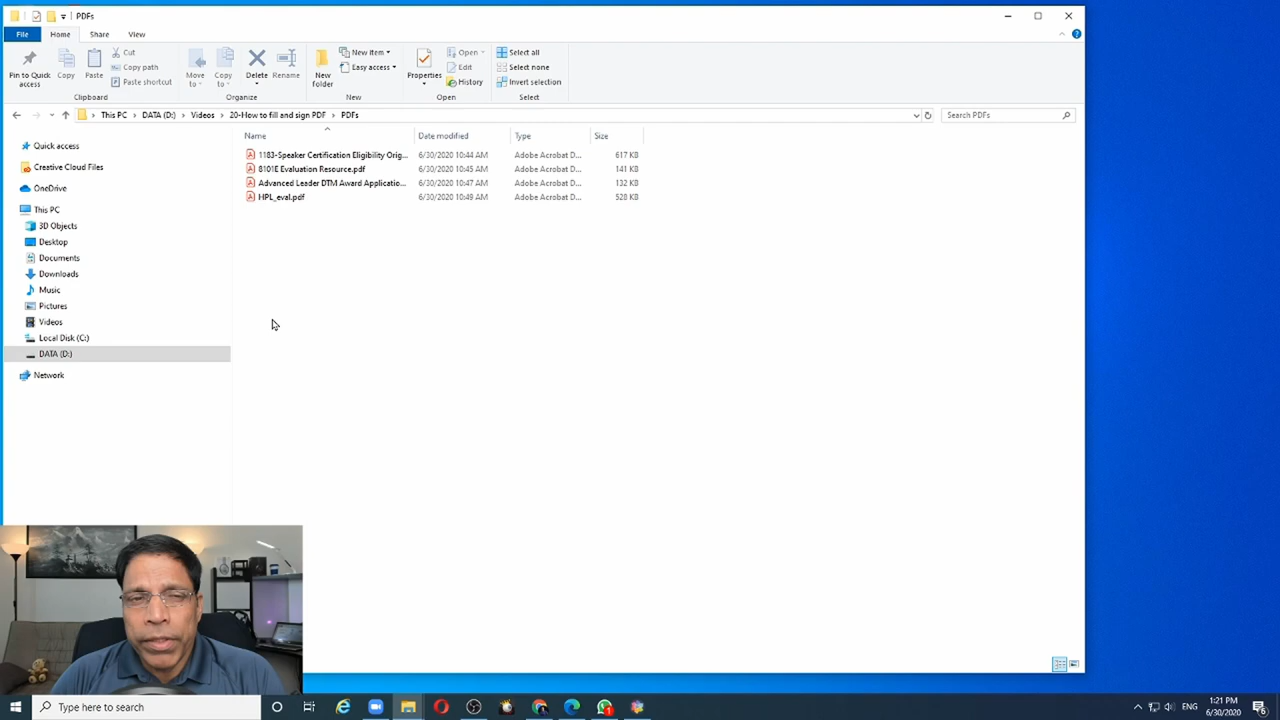 PDFs
File Home Share View
Pin to Quick access
Copy
Paste
Cut
Copy path
Paste shortcut
Clipboard
Move to
Copy to
Delete
Rename
Organize
New folder
New item
Easy access
New
Properties
Open
Edit
History
Open
Select all
Select none
Invert selection
Select
This PC > DATA (D:) > Videos > 20-How to fill and sign PDF > PDFs
Search PDFs
Name Date modified Type Size
1183-Speaker Certification Eligibility Orig... 6/30/2020 10:44 AM Adobe Acrobat D... 617 KB
8101E Evaluation Resource.pdf 6/30/2020 10:45 AM Adobe Acrobat D... 141 KB
Advanced Leader DTM Award Applicatio... 6/30/2020 10:47 AM Adobe Acrobat D... 132 KB
HPL_eval.pdf 6/30/2020 10:49 AM Adobe Acrobat D... 528 KB
Quick access
Creative Cloud Files
OneDrive
This PC
3D Objects
Desktop
Documents
Downloads
Music
Pictures
Videos
Local Disk (C:)
DATA (D:)
Network
Type here to search
ENG
1:21 PM
6/30/2020
6
1